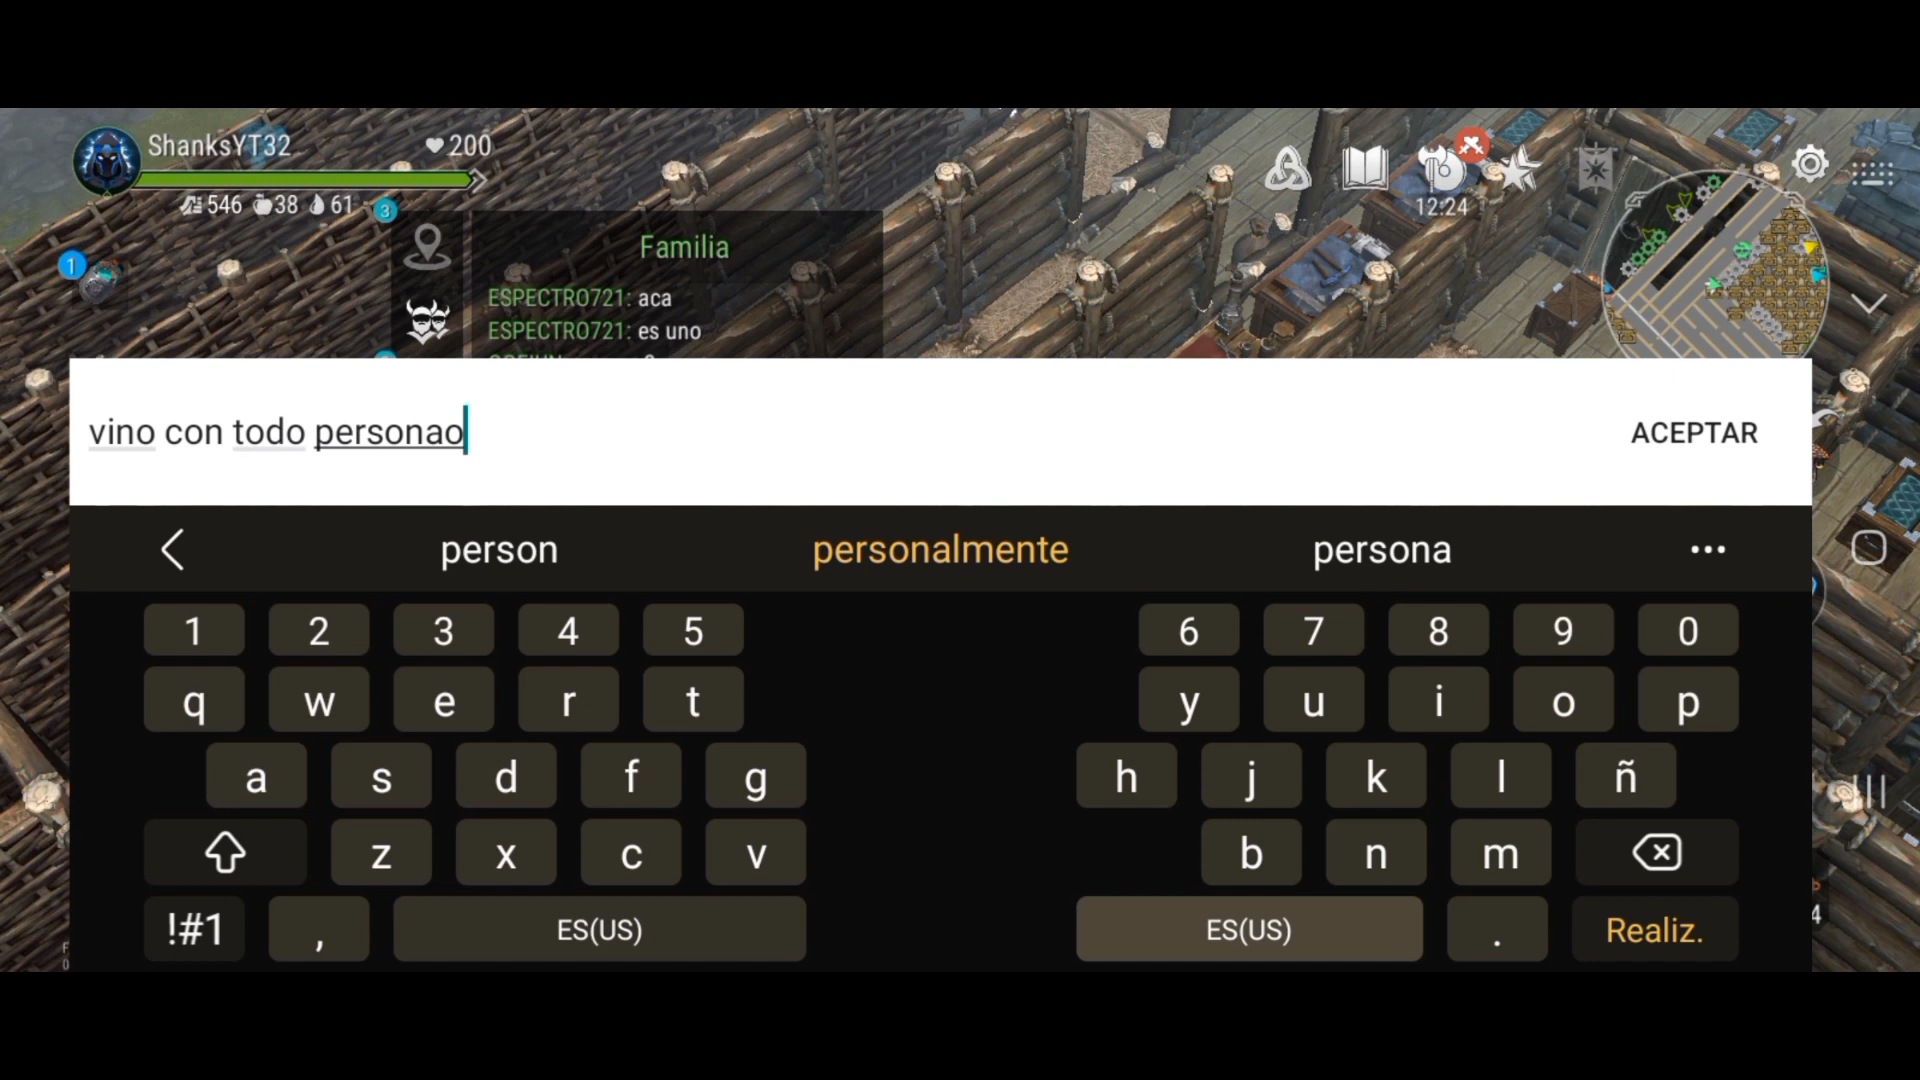 ShanksYT32 200
546 38 61 3
12:24
1
Familia
ESPECTRO721: aca
ESPECTRO721: es uno
vino con todo personao
ACEPTAR
person personalmente persona
1 2 3 4 5 6 7 8 9 0
q w e r t y u i o p
a s d f g h j k l ñ
z x c v b n m
!#1 , ES(US) ES(US) . Realiz.
4